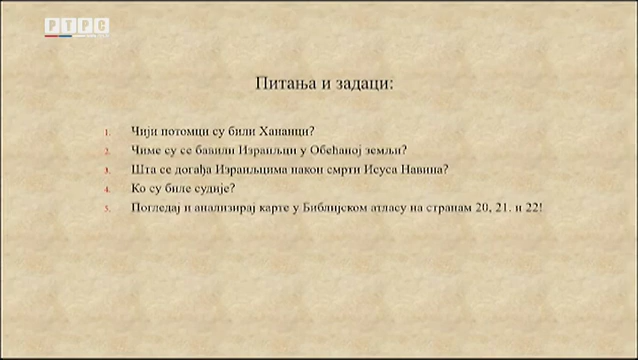 РТРС
Питања и задаци:
1. Чији потомци су били Хананци?
2. Чиме су се бавили Израиљци у Обећаној земљи?
3. Шта се догађа Израиљцима након смрти Исуса Навина?
4. Ко су биле судије?
5. Погледај и анализирај карте у Библијском атласу на странам 20, 21. и 22!